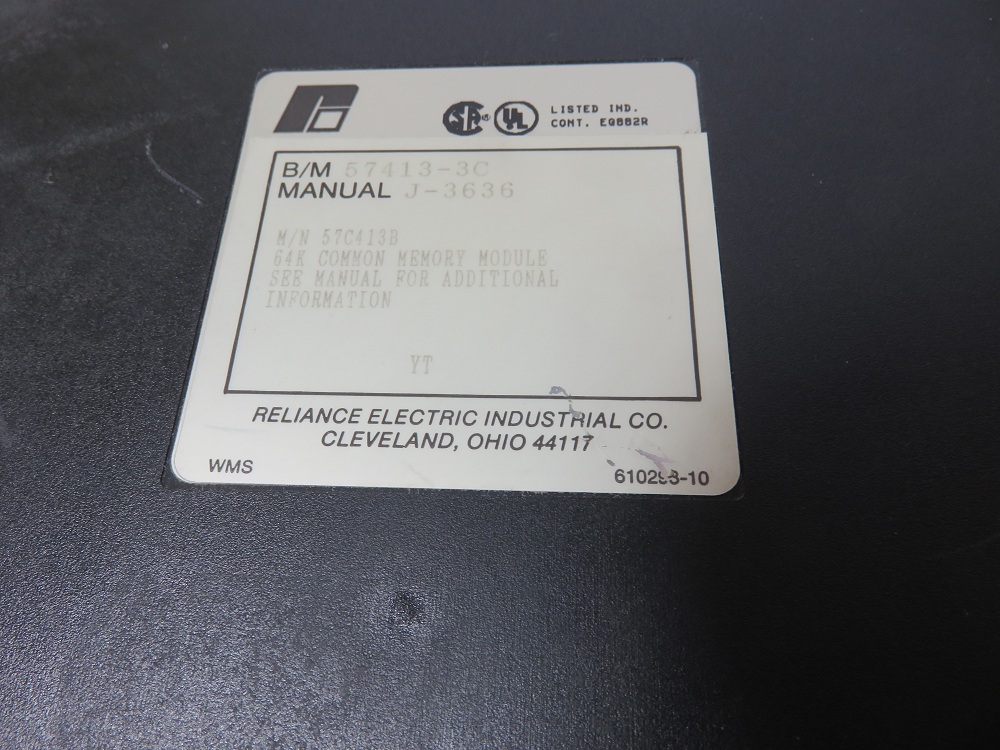 LISTED IND.
CONT. E9882R
B/M 57413-3C
MANUAL J-3636
M/N 57C413B
64K COMMON MEMORY MODULE
SEE MANUAL FOR ADDITIONAL
INFORMATION
YT
RELIANCE ELECTRIC INDUSTRIAL CO.
CLEVELAND, OHIO 44117
WMS